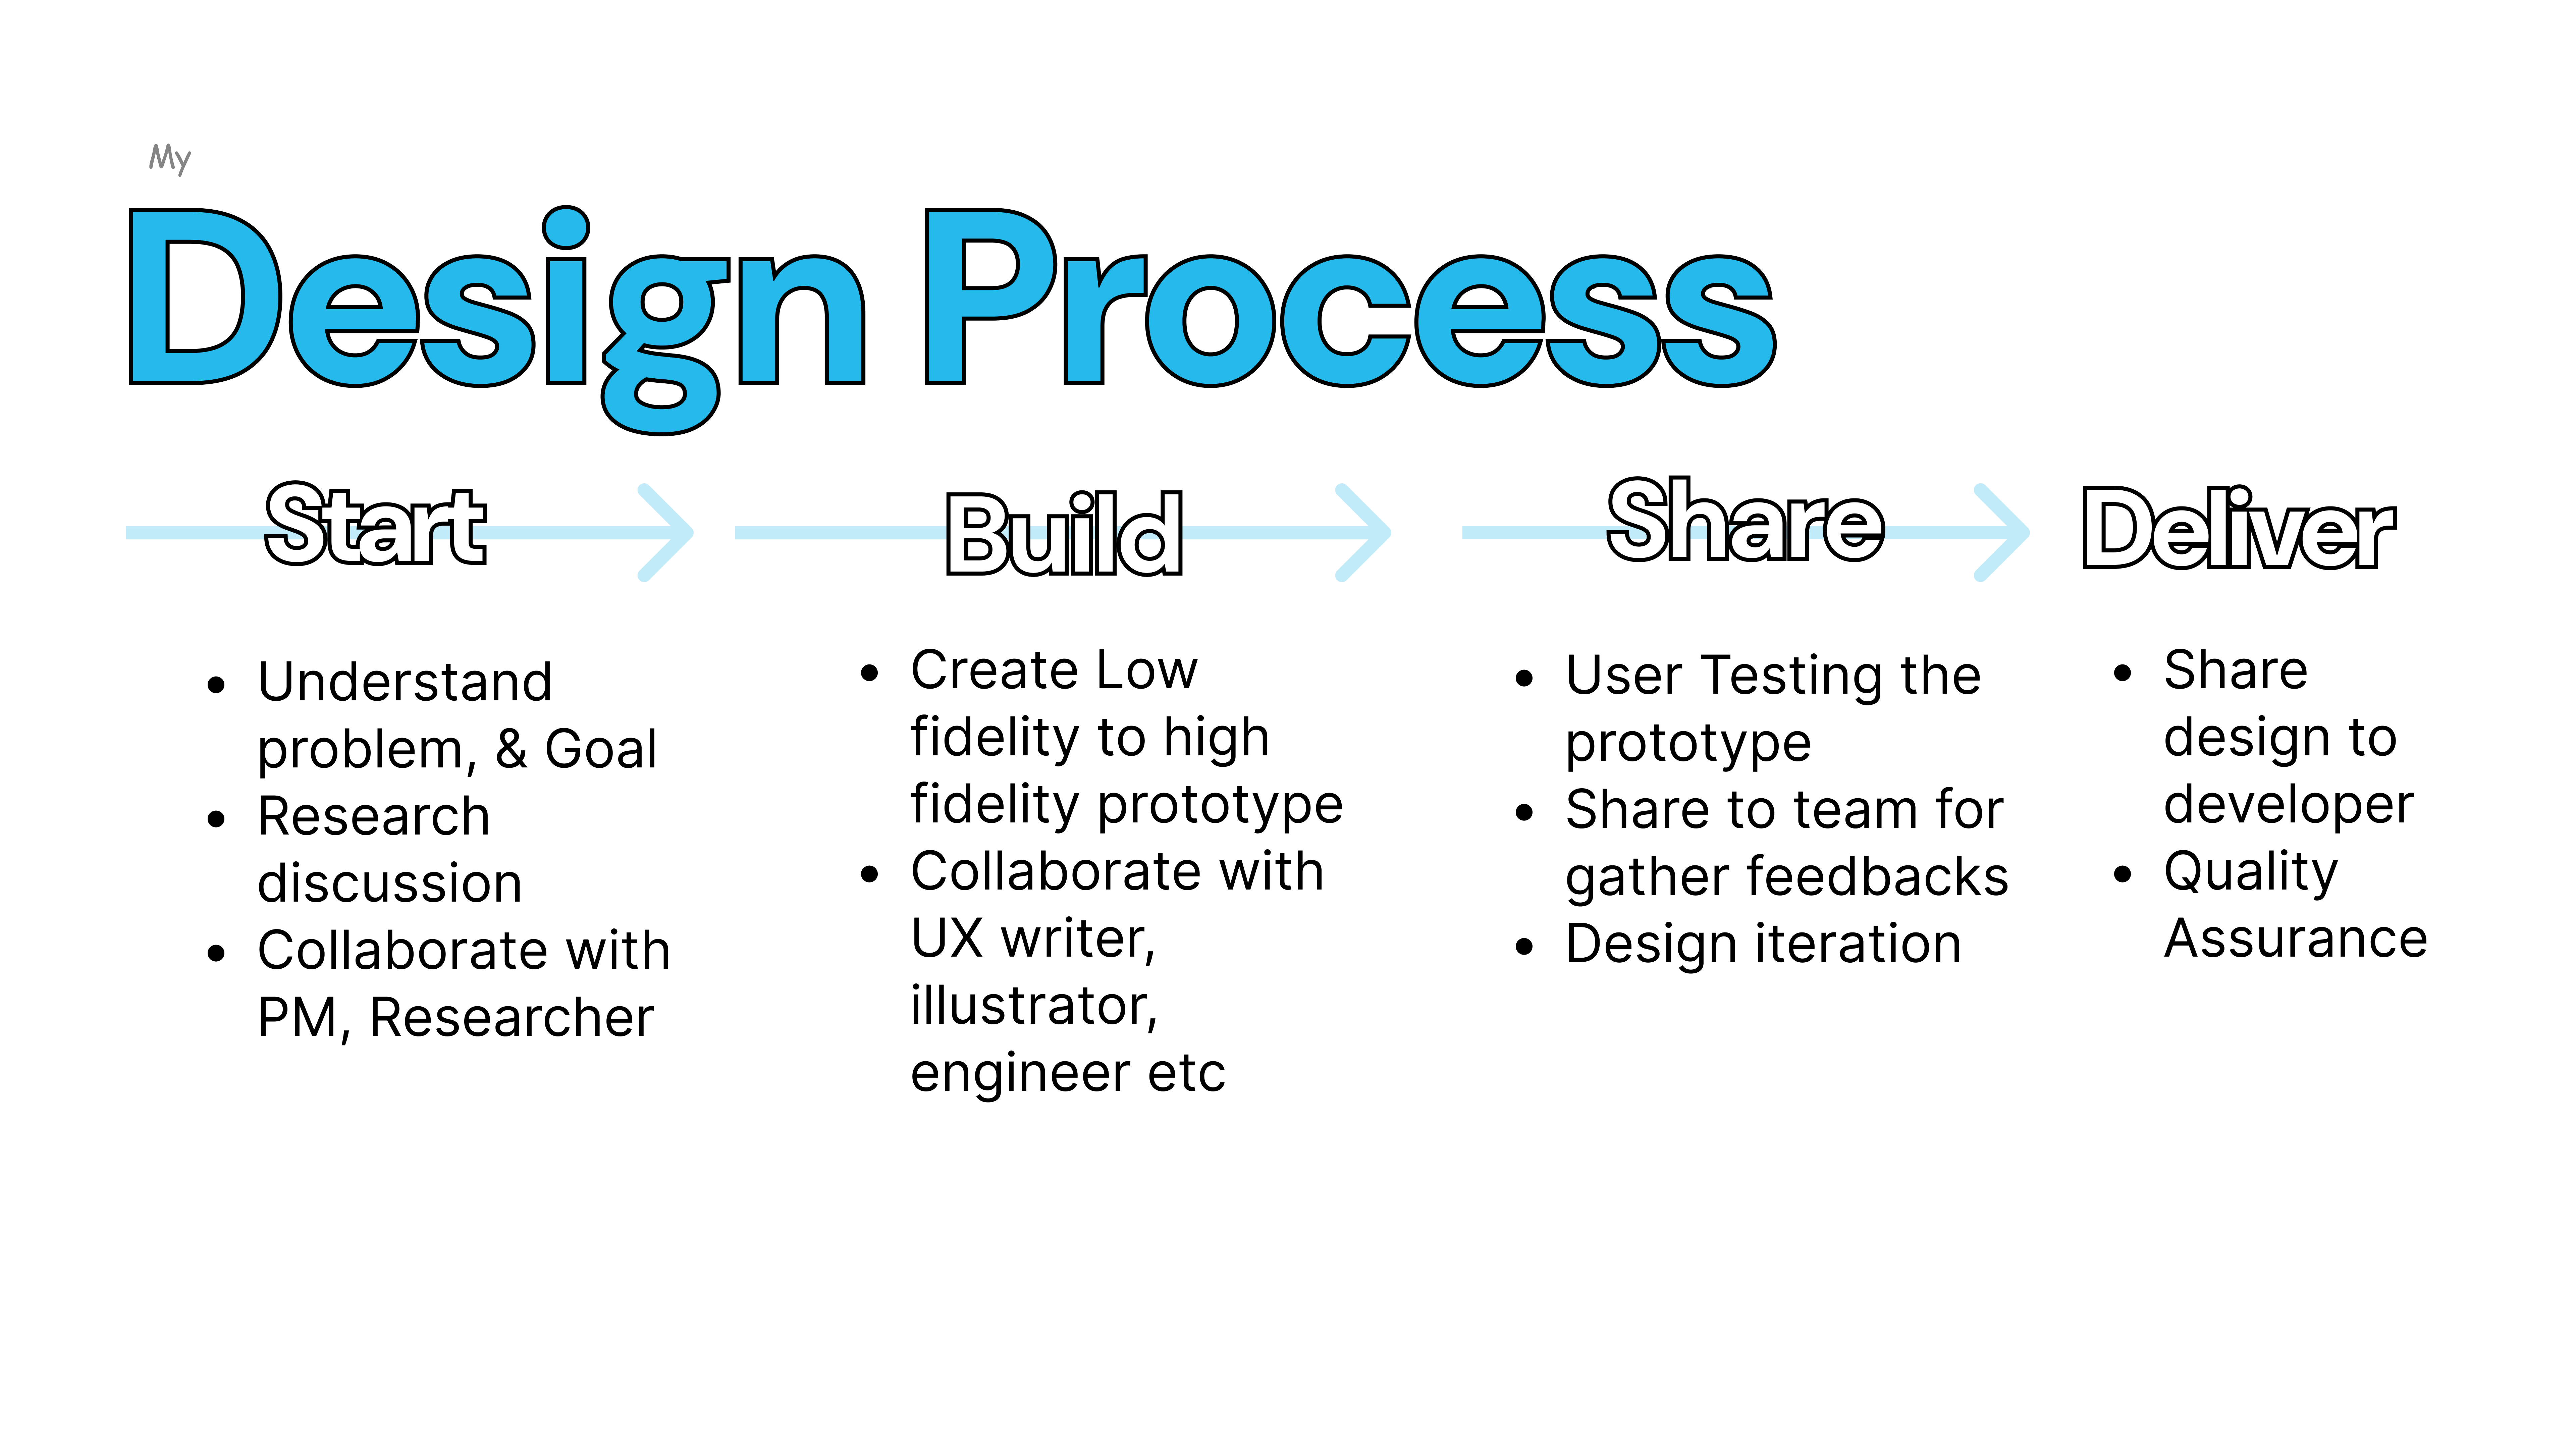 My
Design Process
Start
Build
Share
Deliver
• Understand
problem, & Goal
• Research
discussion
• Collaborate with
PM, Researcher
• Create Low
fidelity to high
fidelity prototype
• Collaborate with
UX writer,
illustrator,
engineer etc
• User Testing the
prototype
• Share to team for
gather feedbacks
• Design iteration
• Share
design to
developer
• Quality
Assurance